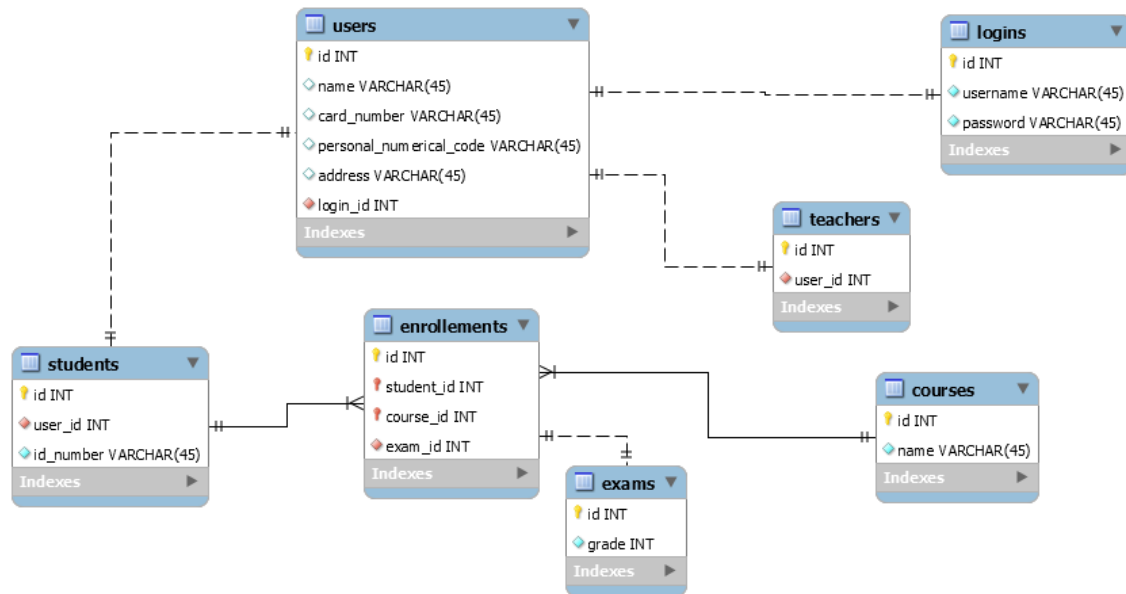 users
id INT
name VARCHAR(45)
card_number VARCHAR(45)
personal_numerical_code VARCHAR(45)
address VARCHAR(45)
login_id INT
Indexes
logins
id INT
username VARCHAR(45)
password VARCHAR(45)
Indexes
teachers
id INT
user_id INT
Indexes
enrollements
id INT
student_id INT
course_id INT
exam_id INT
Indexes
students
id INT
user_id INT
id_number VARCHAR(45)
Indexes
courses
id INT
name VARCHAR(45)
Indexes
exams
id INT
grade INT
Indexes